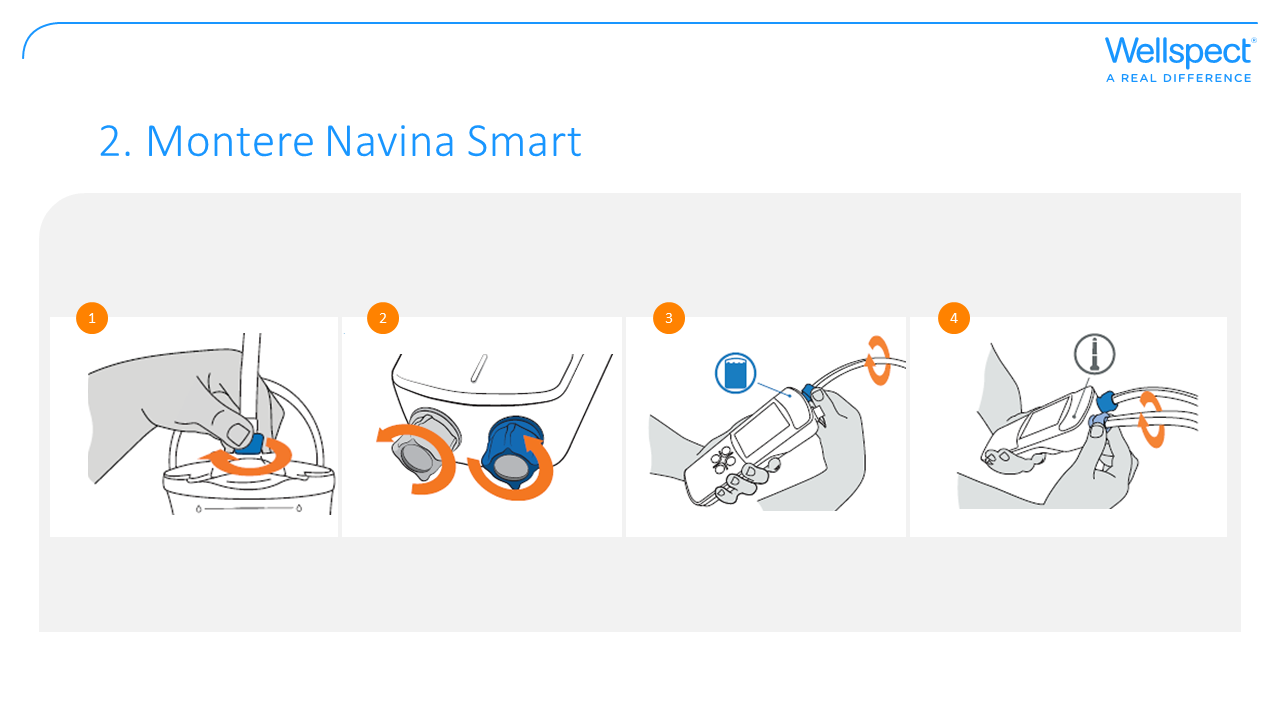 Wellspect®
A REAL DIFFERENCE
2. Montere Navina Smart
1
2
3
4